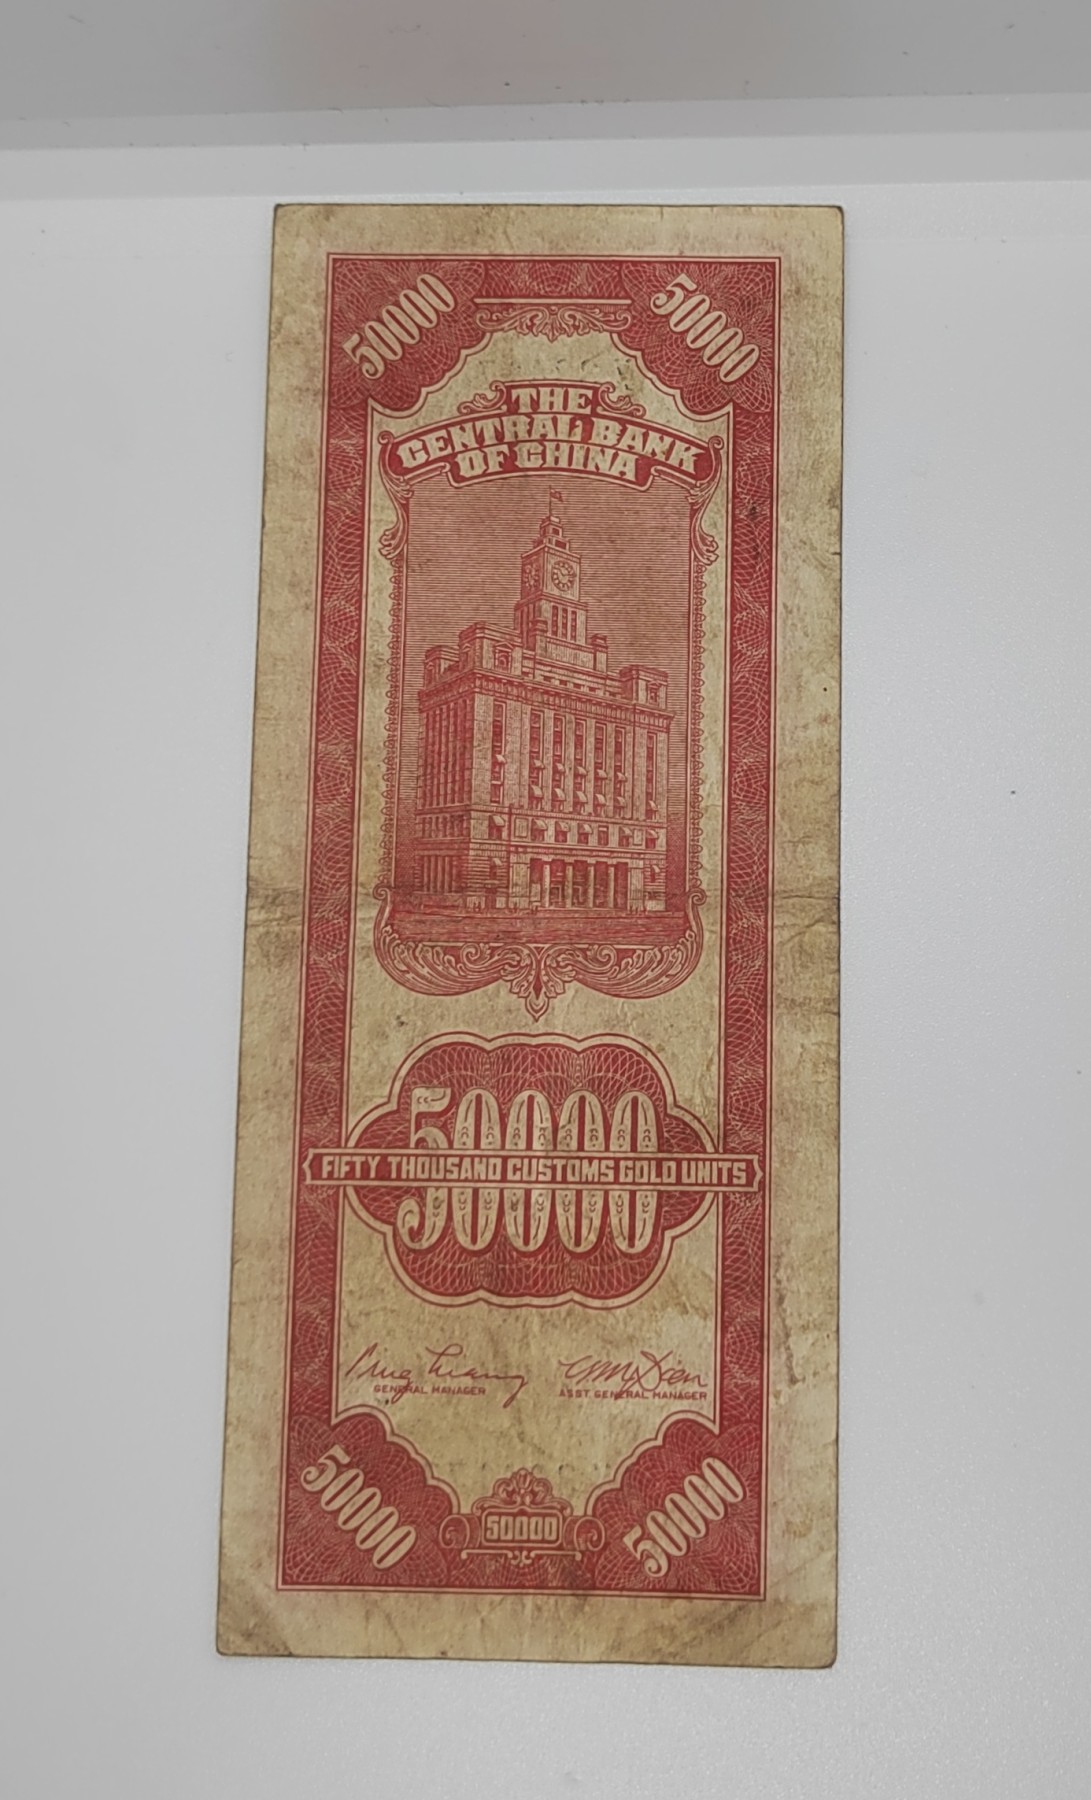 50000 50000
THE
CENTRAL BANK
OF CHINA
50000
FIFTY THOUSAND CUSTOMS GOLD UNITS
GENERAL MANAGER ASST GENERAL MANAGER
50000 50000 50000